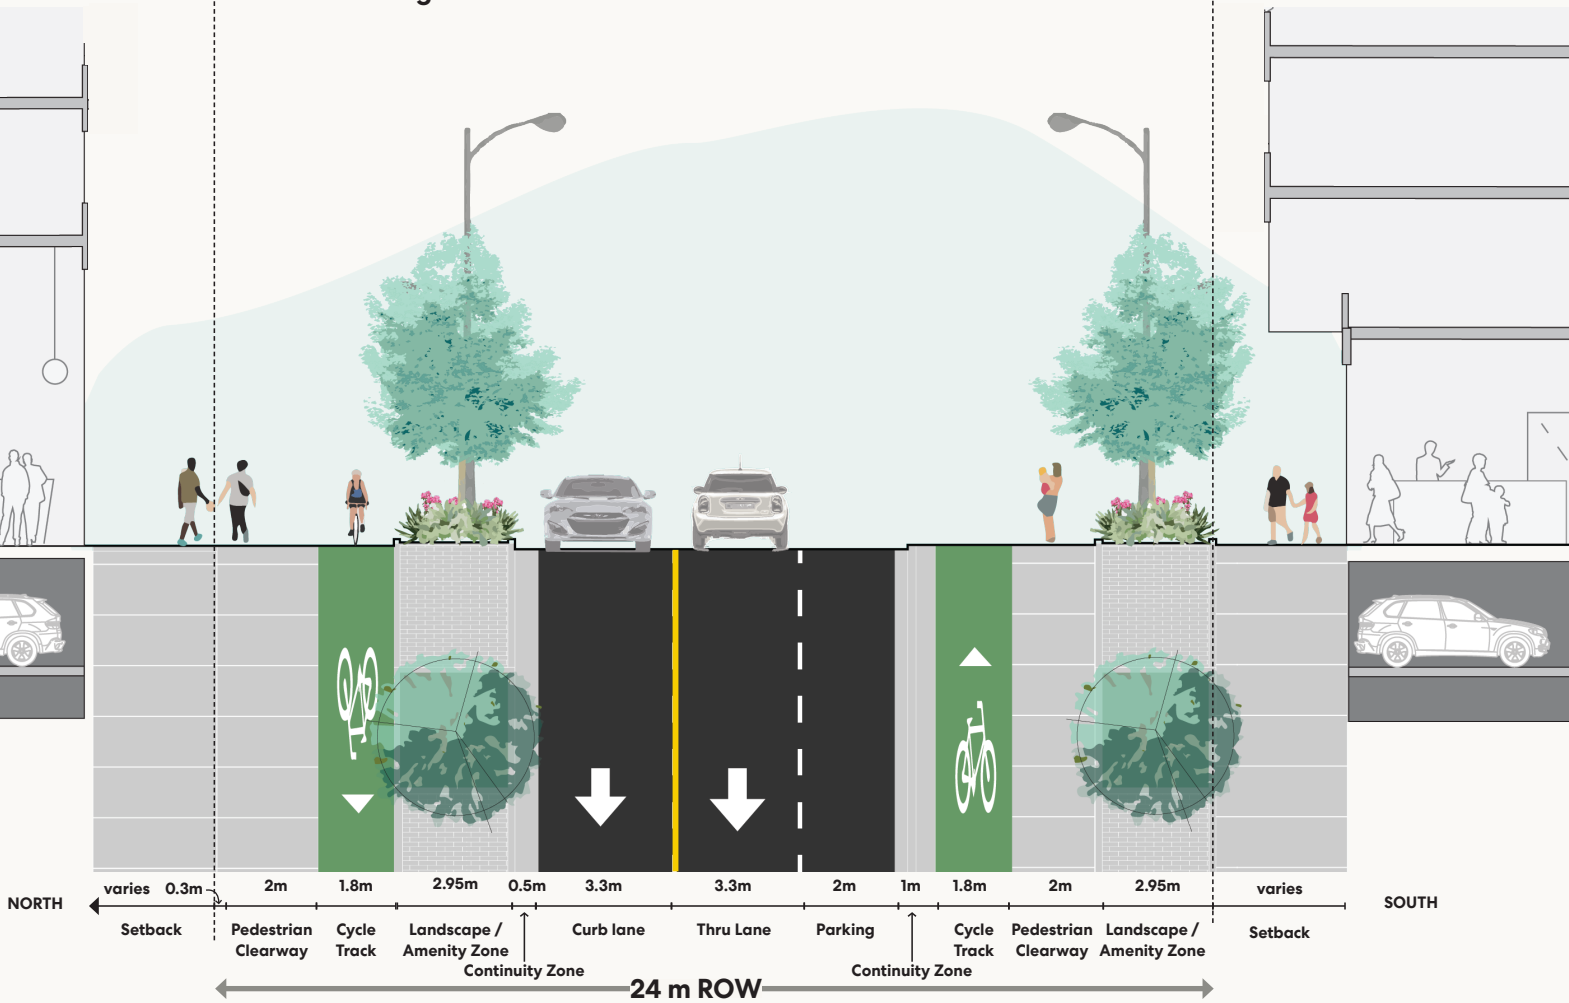 NORTH
varies
0.3m
2m
1.8m
2.95m
0.5m
3.3m
3.3m
2m
1m
1.8m
2m
2.95m
varies
SOUTH
Setback
Pedestrian
Clearway
Cycle
Track
Landscape /
Amenity Zone
Continuity Zone
Curb lane
Thru Lane
Parking
Continuity Zone
Cycle
Track
Pedestrian
Clearway
Landscape /
Amenity Zone
Setback
24 m ROW